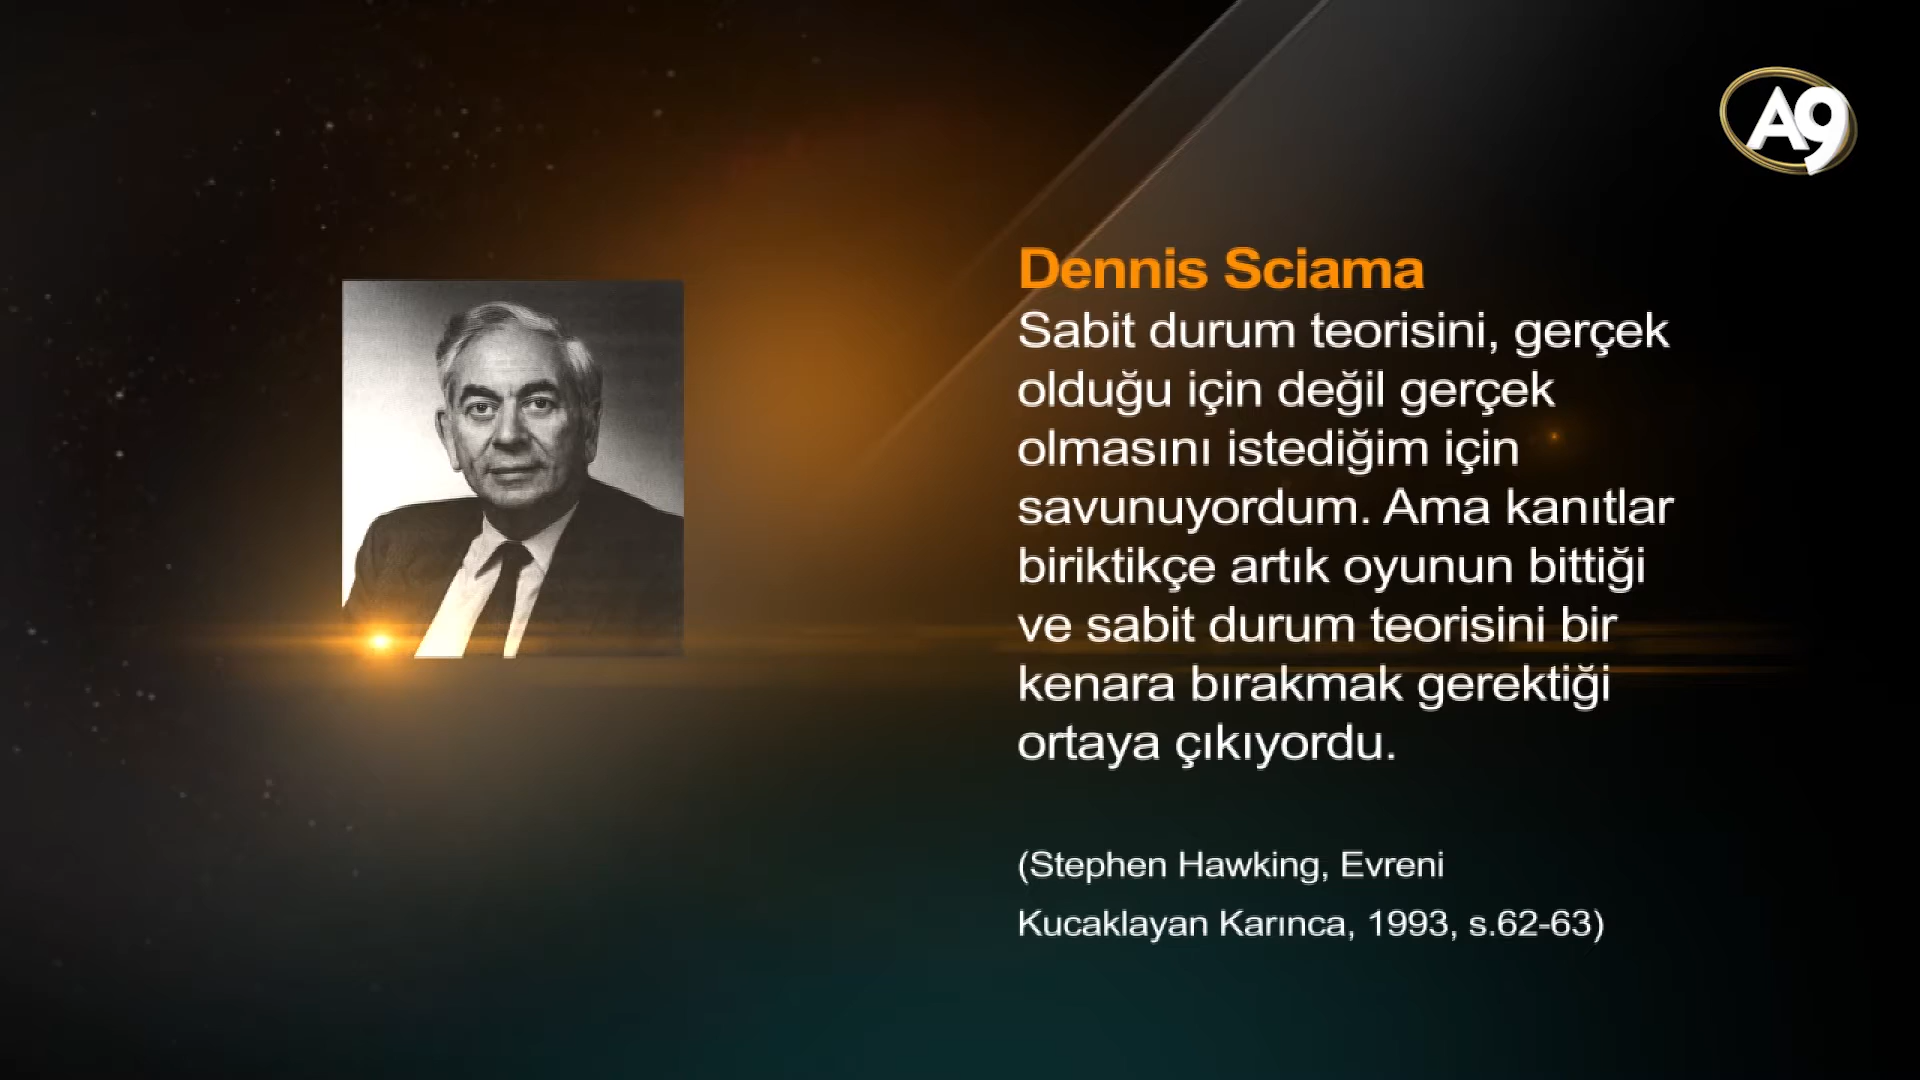 A9
Dennis Sciama
Sabit durum teorisini, gerçek
olduğu için değil gerçek
olmasını istediğim için
savunuyordum. Ama kanıtlar
biriktikçe artık oyunun bittiği
ve sabit durum teorisini bir
kenara bırakmak gerektiği
ortaya çıkıyordu.
(Stephen Hawking, Evreni
Kucaklayan Karınca, 1993, s.62-63)